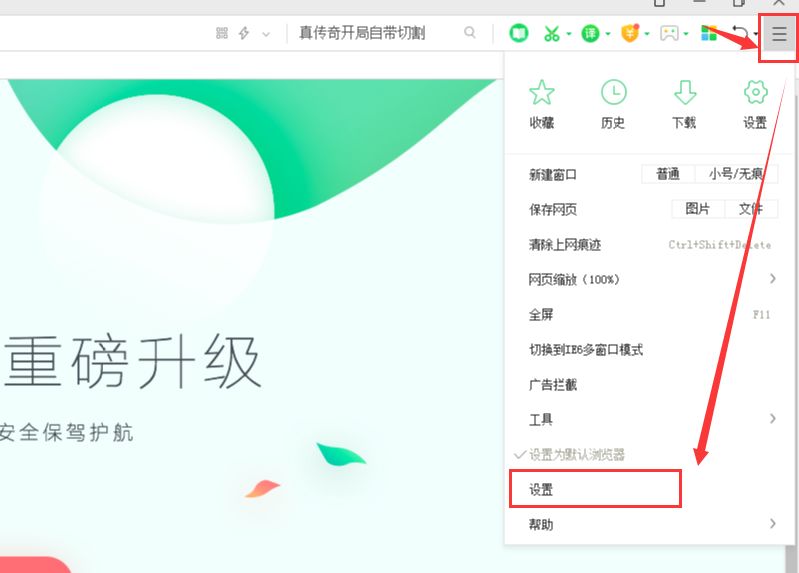 真传奇开局自带切割
译
收藏 历史 下载 设置
新建窗口 普通 小号/无痕
保存网页 图片 文件
清除上网痕迹 Ctrl+Shift+Delete
网页缩放（100%）
全屏 F11
切换到IE6多窗口模式
广告拦截
工具
设置为默认浏览器
设置
帮助
重磅升级
安全保驾护航